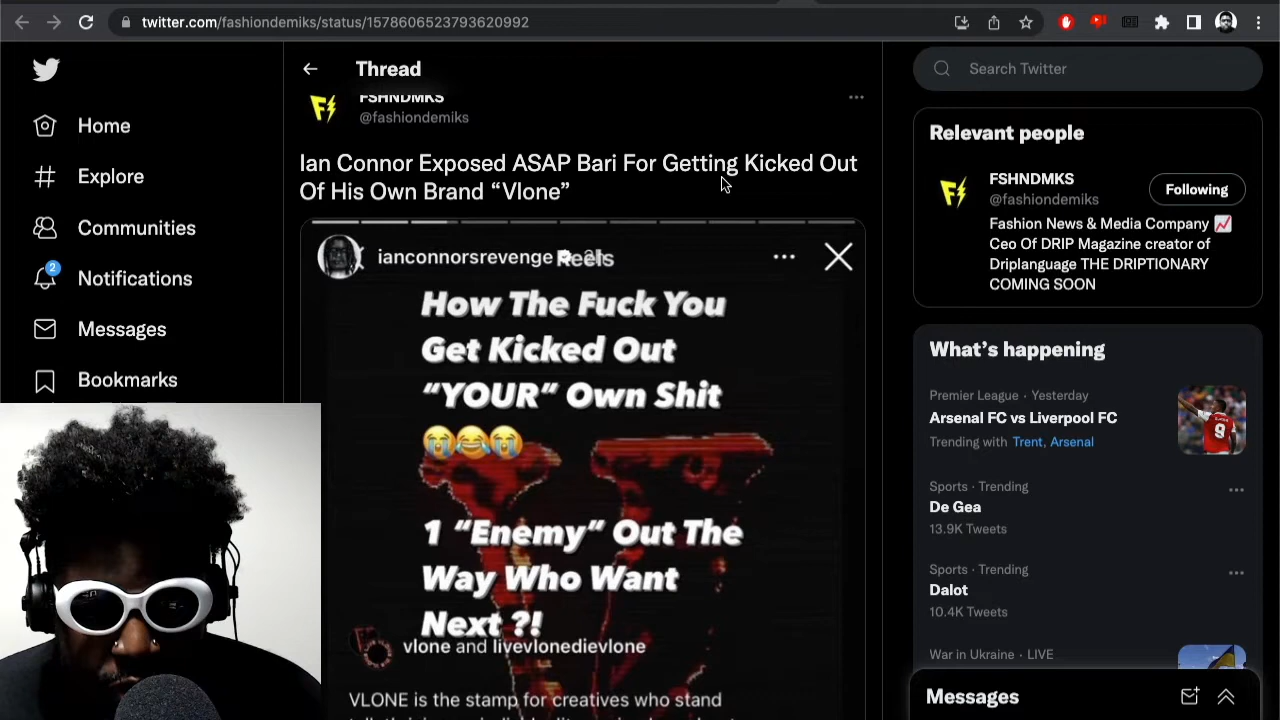 twitter.com/fashiondemiks/status/1578606523793620992
Thread
FSHNDMKS
@fashiondemiks
Ian Connor Exposed ASAP Bari For Getting Kicked Out
Of His Own Brand “Vlone”
ianconnorsrevenge
Reels
How The Fuck You
Get Kicked Out
“YOUR” Own Shit
😭😂😭
1 “Enemy” Out The
Way Who Want
Next ?!
vlone and livevlonedievlone
VLONE is the stamp for creatives who stand
Home
Explore
Communities
2
Notifications
Messages
Bookmarks
Search Twitter
Relevant people
FSHNDMKS
@fashiondemiks
Following
Fashion News & Media Company 📈
Ceo Of DRIP Magazine creator of
Driplanguage THE DRIPTIONARY
COMING SOON
What’s happening
Premier League · Yesterday
Arsenal FC vs Liverpool FC
Trending with Trent, Arsenal
Sports · Trending
De Gea
13.9K Tweets
Sports · Trending
Dalot
10.4K Tweets
War in Ukraine · LIVE
Messages